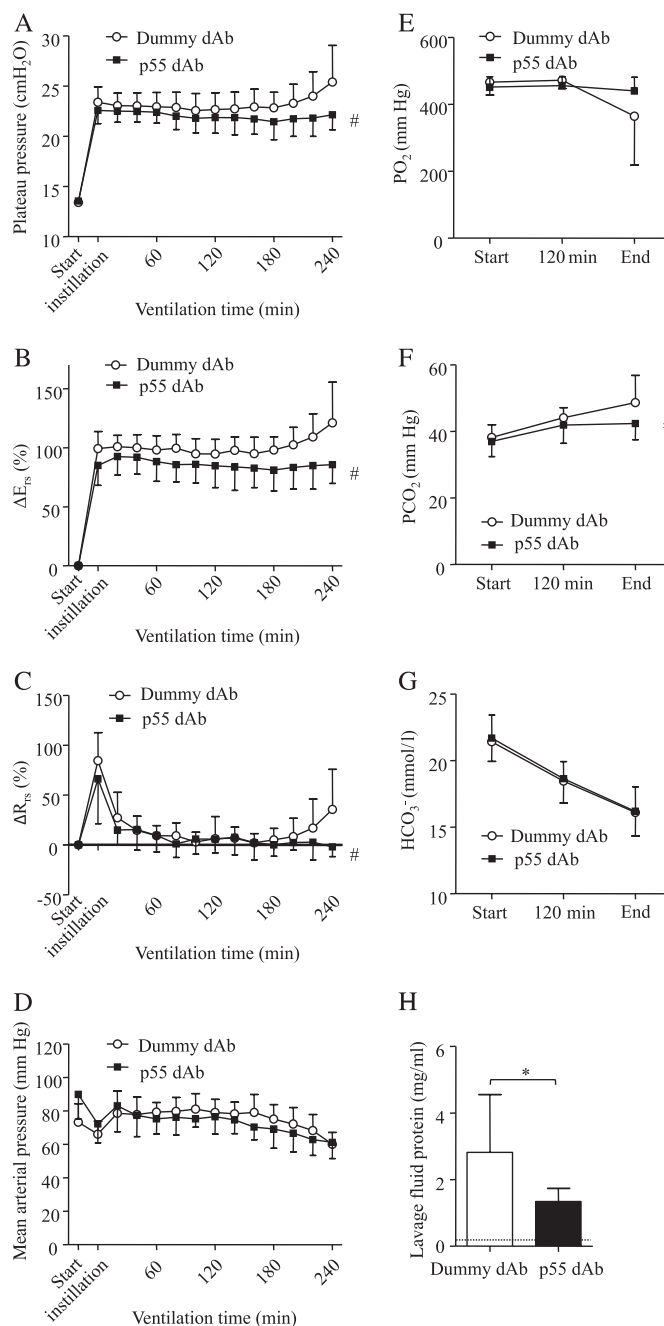 A
Dummy dAb
p55 dAb
Plateau pressure (cmH2O)
30
25
22
15
10
#
Start
instillation
60
120
180
240
Ventilation time (min)
B
Dummy dAb
p55 dAb
ΔErs (%)
150
100
50
0
#
Start
instillation
60
120
180
240
Ventilation time (min)
C
Dummy dAb
p55 dAb
ΔRrs (%)
150
100
50
0
-50
#
Start
instillation
60
120
180
240
Ventilation time (min)
D
Dummy dAb
p55 dAb
Mean arterial pressure (mm Hg)
120
100
80
60
40
20
0
Start
instillation
60
120
180
240
Ventilation time (min)
E
Dummy dAb
p55 dAb
PO2 (mm Hg)
600
400
200
0
Start
120 min
End
F
Dummy dAb
p55 dAb
PCO2 (mm Hg)
60
40
20
0
Start
120 min
End
G
Dummy dAb
p55 dAb
HCO3- (mmol/1)
25
20
15
10
Start
120 min
End
H
Lavage fluid protein (mg/ml)
6
4
2
0
*
Dummy dAb
p55 dAb